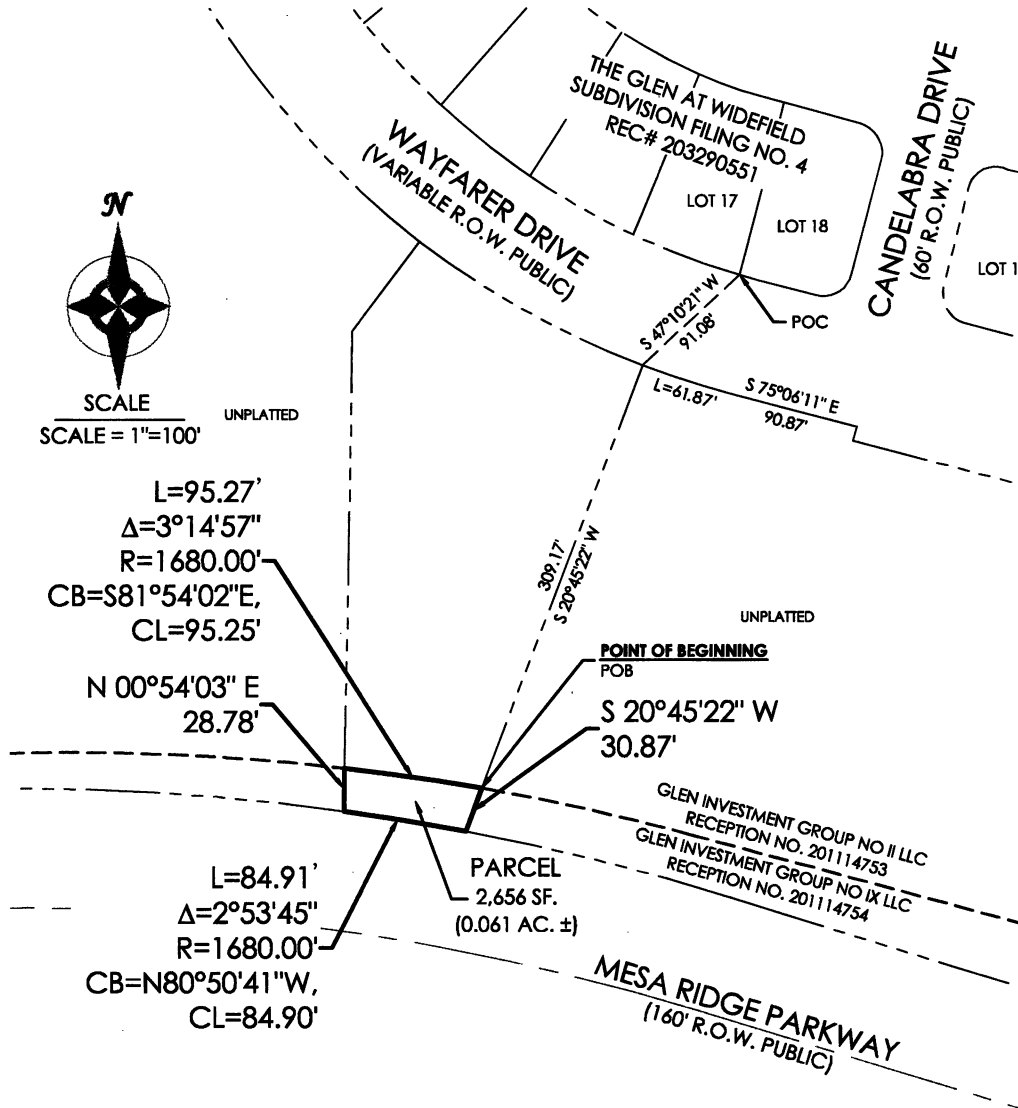 THE GLEN AT WIDEFIELD
SUBDIVISION FILING NO. 4
REC# 203290551
CANDELABRA DRIVE
(60' R.O.W. PUBLIC)
WAYFARER DRIVE
(VARIABLE R.O.W. PUBLIC)
LOT 17
LOT 18
LOT 1
N
S 47°10'21" W
91.08'
POC
SCALE
SCALE = 1"=100'
UNPLATTED
L=61.87'
S 75°06'11" E
90.87'
L=95.27'
Δ=3°14'57"
R=1680.00'
CB=S81°54'02"E,
CL=95.25'
309.17'
S 20°45'22" W
UNPLATTED
POINT OF BEGINNING
POB
N 00°54'03" E
28.78'
S 20°45'22" W
30.87'
GLEN INVESTMENT GROUP NO II LLC
RECEPTION NO. 201114753
GLEN INVESTMENT GROUP NO IX LLC
RECEPTION NO. 201114754
PARCEL
2,656 SF.
(0.061 AC. ±)
L=84.91'
Δ=2°53'45"
R=1680.00'
CB=N80°50'41"W,
CL=84.90'
MESA RIDGE PARKWAY
(160' R.O.W. PUBLIC)